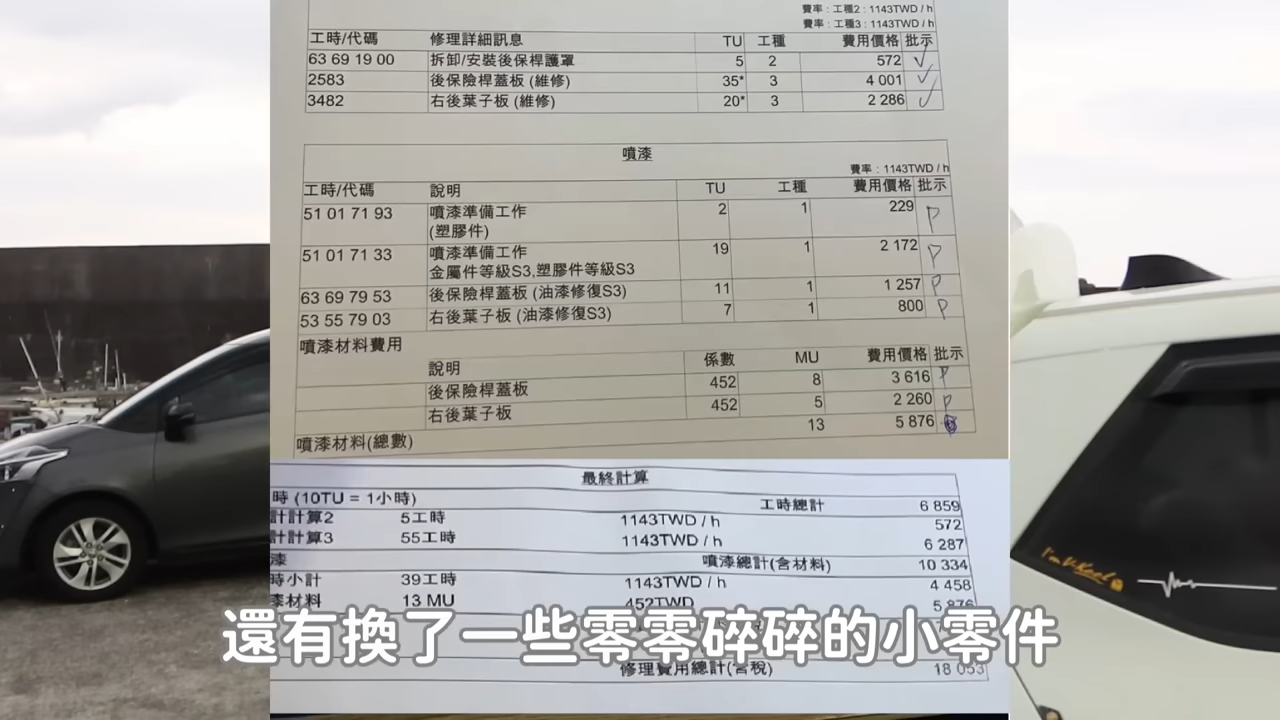 費率：工種2：1143TWD / h
費率：工種3：1143TWD / h
工時/代碼 修理詳細訊息 TU 工種 費用價格 批示
63 69 19 00 拆卸/安裝後保桿護罩 5 2 572
2583 後保險桿蓋板 (維修) 35* 3 4 001
3482 右後葉子板 (維修) 20* 3 2 286
噴漆
費率：1143TWD / h
工時/代碼 說明 TU 工種 費用價格 批示
51 01 71 93 噴漆準備工作 2 1 229
(塑膠件)
51 01 71 33 噴漆準備工作 19 1 2 172
金屬件等級S3,塑膠件等級S3
63 69 79 53 後保險桿蓋板 (油漆修復S3) 11 1 1 257
53 55 79 03 右後葉子板 (油漆修復S3) 7 1 800
噴漆材料費用
說明 係數 MU 費用價格 批示
後保險桿蓋板 452 8 3 616
右後葉子板 452 5 2 260
噴漆材料(總數) 13 5 876
最終計算
時 (10TU = 1小時) 工時總計 6 859
計計算2 5工時 1143TWD / h 572
計計算3 55工時 1143TWD / h 6 287
漆 噴漆總計(含材料) 10 334
時小計 39工時 1143TWD / h 4 458
漆材料 13 MU 452TWD 5 876
還有換了一些零零碎碎的小零件
修理費用總計(含稅) 18 053